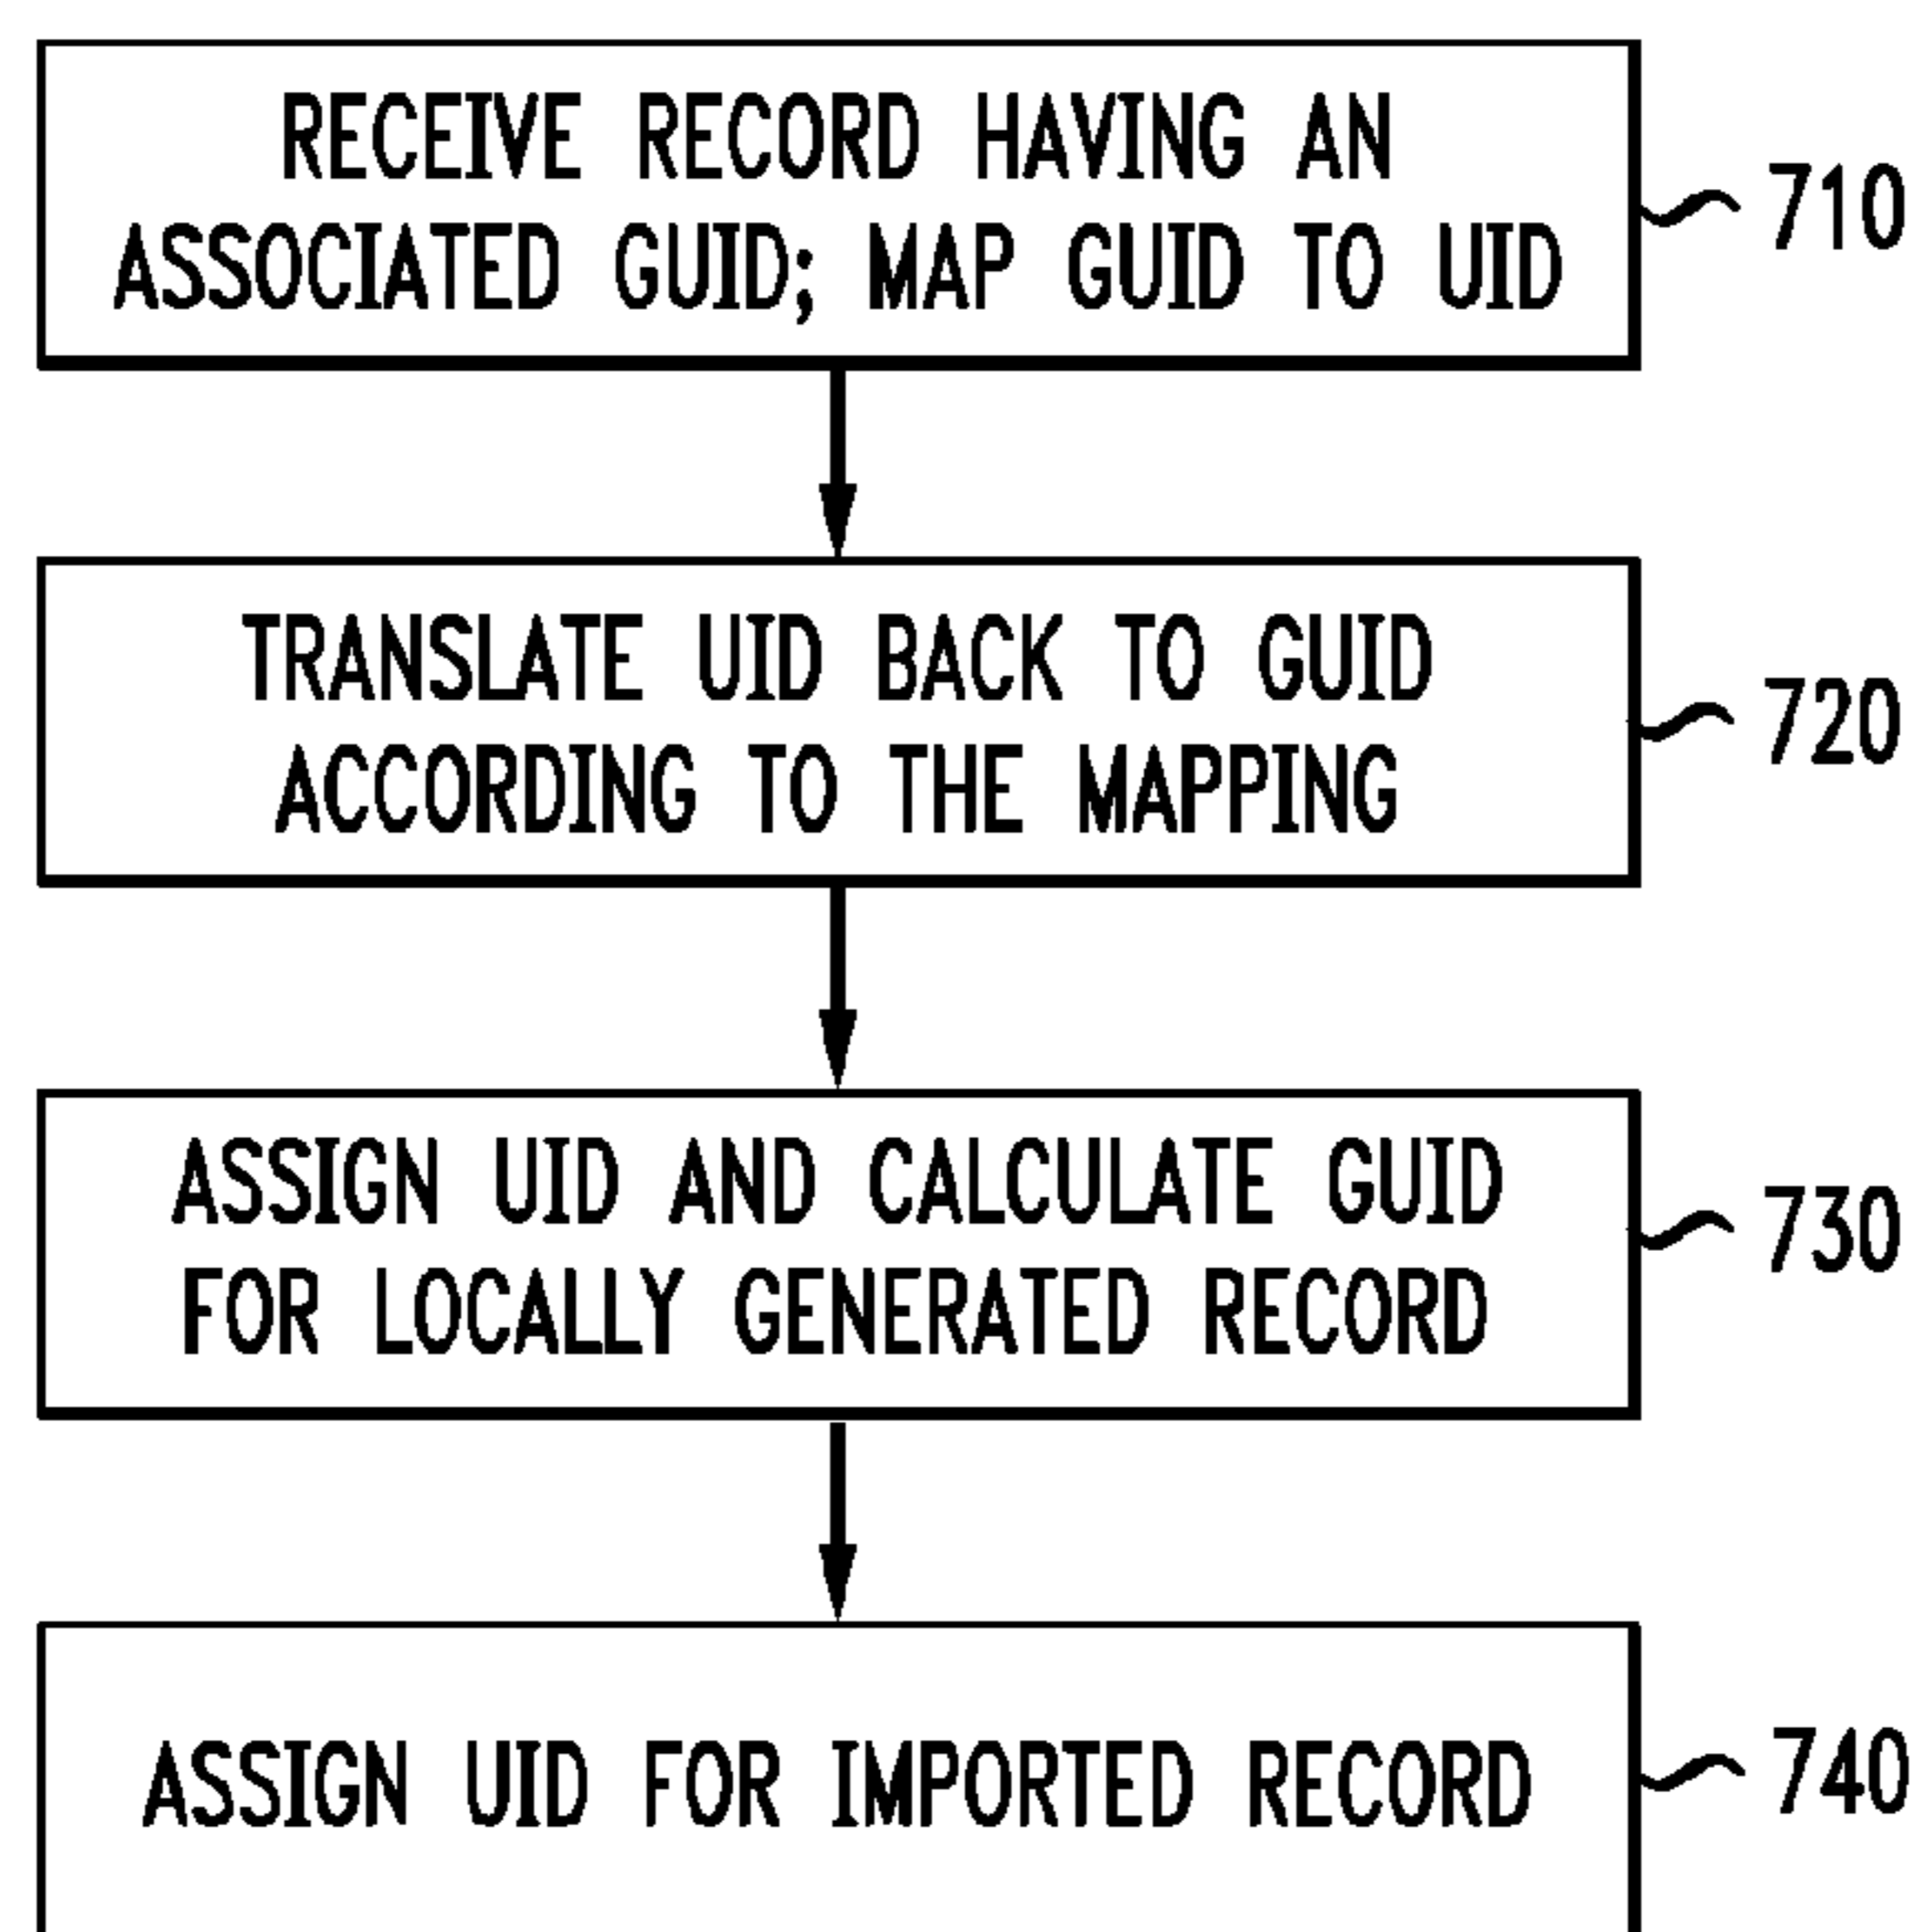 RECEIVE RECORD HAVING AN
ASSOCIATED GUID; MAP GUID TO UID
710
TRANSLATE UID BACK TO GUID
ACCORDING TO THE MAPPING
720
ASSIGN UID AND CALCULATE GUID
FOR LOCALLY GENERATED RECORD
730
ASSIGN UID FOR IMPORTED RECORD
740